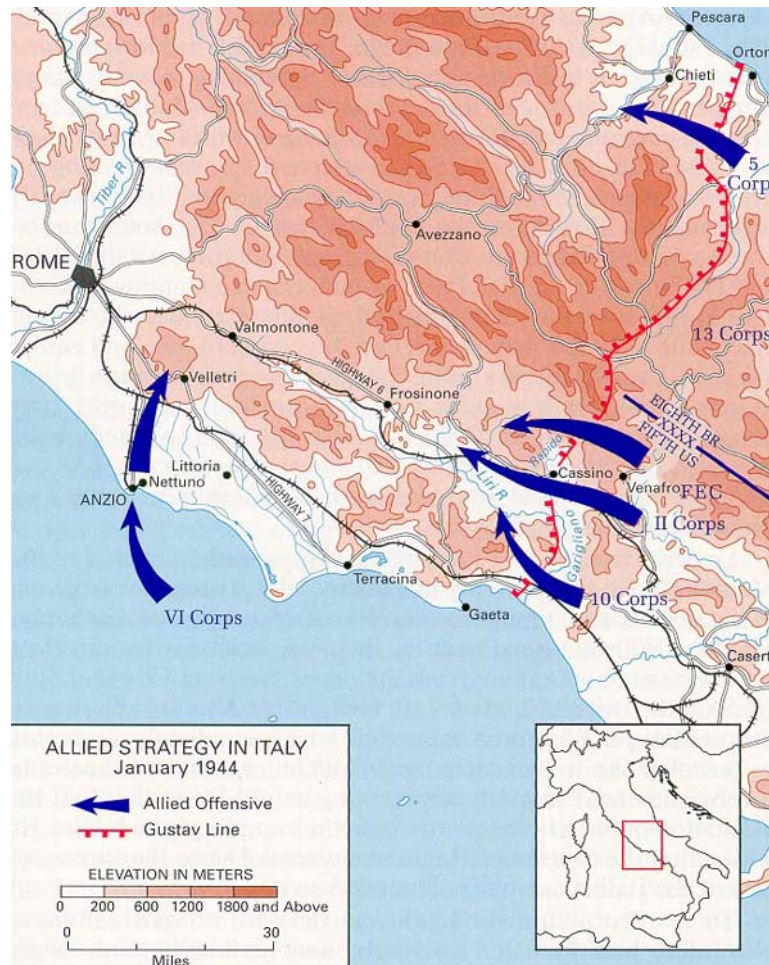 Pescara
Orton
Chieti
5
Corp
Tiber R
Avezzano
ROME
13 Corps
Valmontone
HIGHWAY 6
Velletri
Frosinone
EIGHTH BR
XXXX
FIFTH US
Rapido
Littoria
Cassino
Nettuno
ANZIO
Liri R
Venafro
FEC
HIGHWAY 7
II Corps
Garigliano
Terracina
10 Corps
VI Corps
Gaeta
Casert
ALLIED STRATEGY IN ITALY
January 1944
Allied Offensive
Gustav Line
ELEVATION IN METERS
0 200 600 1200 1800 and Above
0 30
Miles